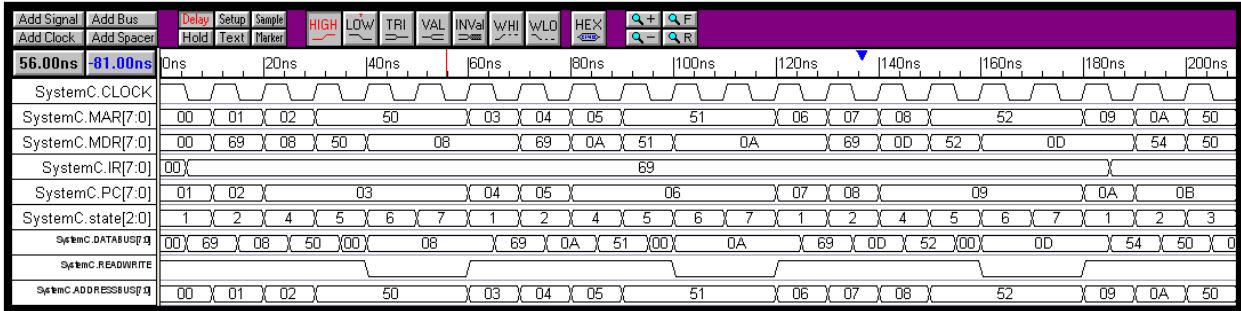 Add Signal Add Bus Delay Setup Sample HIGH LOW TRI VAL INVal WHI WLO HEX + F
Add Clock Add Spacer Hold Text Marker - R
56.00ns -81.00ns 0ns 20ns 40ns 60ns 80ns 100ns 120ns 140ns 160ns 180ns 200ns
SystemC.CLOCK
SystemC.MAR[7:0] 00 01 02 50 03 04 05 51 06 07 08 52 09 0A 50
SystemC.MDR[7:0] 00 69 08 50 08 69 0A 51 0A 69 0D 52 0D 54 50
SystemC.IR[7:0] 00 69
SystemC.PC[7:0] 01 02 03 04 05 06 07 08 09 0A 0B
SystemC.state[2:0] 1 2 4 5 6 7 1 2 4 5 6 7 1 2 4 5 6 7 1 2 3
SystemC.DATABUS[7:0] 00 69 08 50 00 08 69 0A 51 00 0A 69 0D 52 00 0D 54 50 0
SystemC.READWRITE
SystemC.ADDRESSBUS[7:0] 00 01 02 50 03 04 05 51 06 07 08 52 09 0A 50